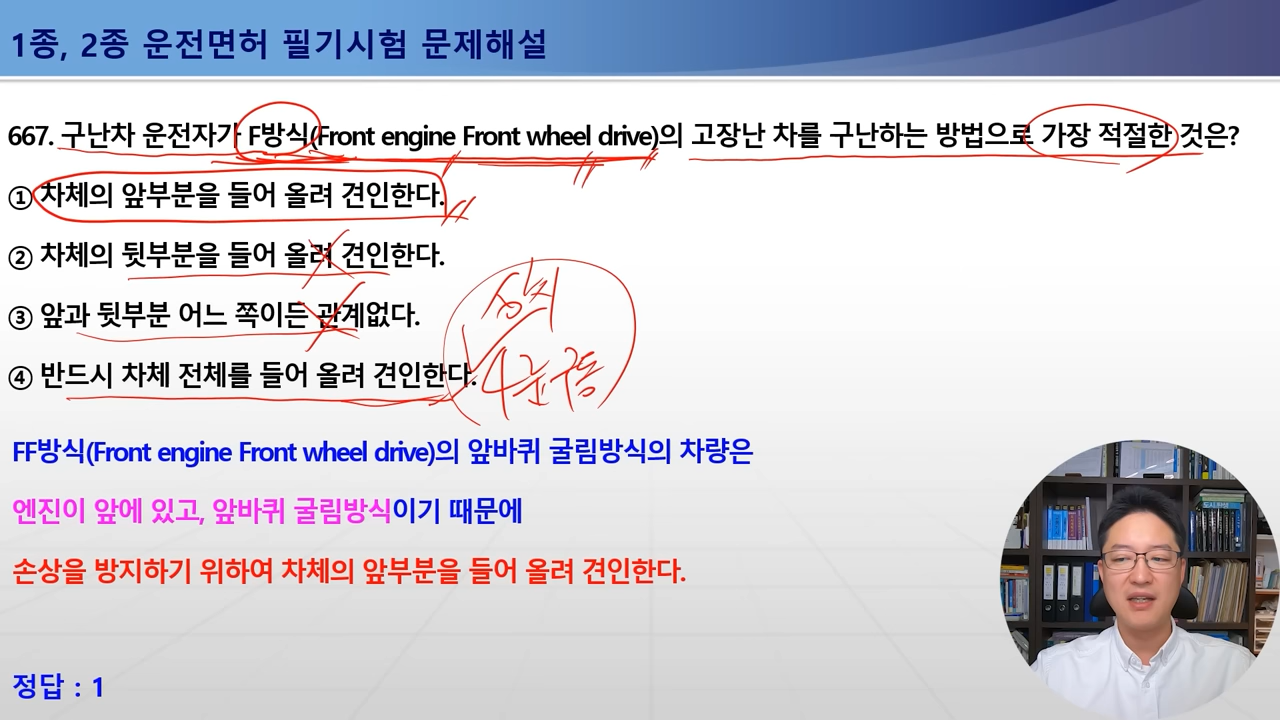 1종, 2종 운전면허 필기시험 문제해설
667. 구난차 운전자가 F방식(Front engine Front wheel drive)의 고장난 차를 구난하는 방법으로 가장 적절한 것은?
① 차체의 앞부분을 들어 올려 견인한다.
② 차체의 뒷부분을 들어 올려 견인한다.
③ 앞과 뒷부분 어느 쪽이든 관계없다.
④ 반드시 차체 전체를 들어 올려 견인한다.
상시
4륜구동
FF방식(Front engine Front wheel drive)의 앞바퀴 굴림방식의 차량은
엔진이 앞에 있고, 앞바퀴 굴림방식이기 때문에
손상을 방지하기 위하여 차체의 앞부분을 들어 올려 견인한다.
정답 : 1